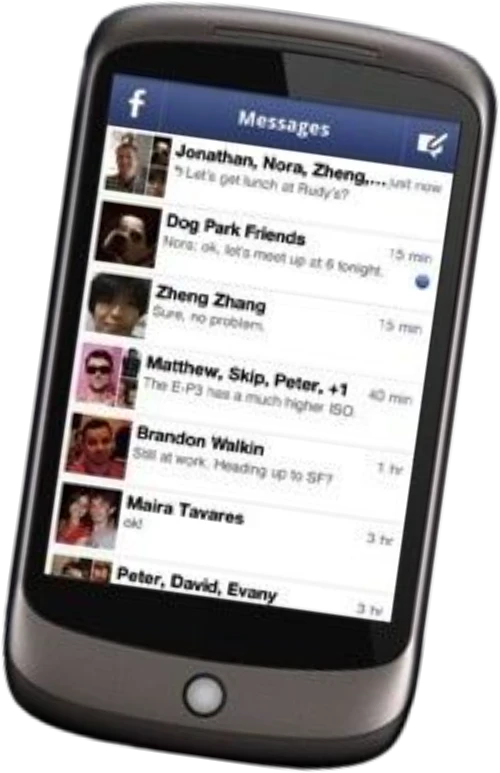 f
Messages
Jonathan, Nora, Zheng,... Just now
Let's get lunch at Rudy's?
Dog Park Friends
15 min
Nora: ok, let's meet up at 6 tonight.
Zheng Zhang
15 min
Sure, no problem.
Matthew, Skip, Peter, +1
40 min
The E-P3 has a much higher ISO
Brandon Walkin
1 hr
Still at work. Heading up to SF?
Maira Tavares
3 hr
ok!
Peter, David, Evany
3 hr